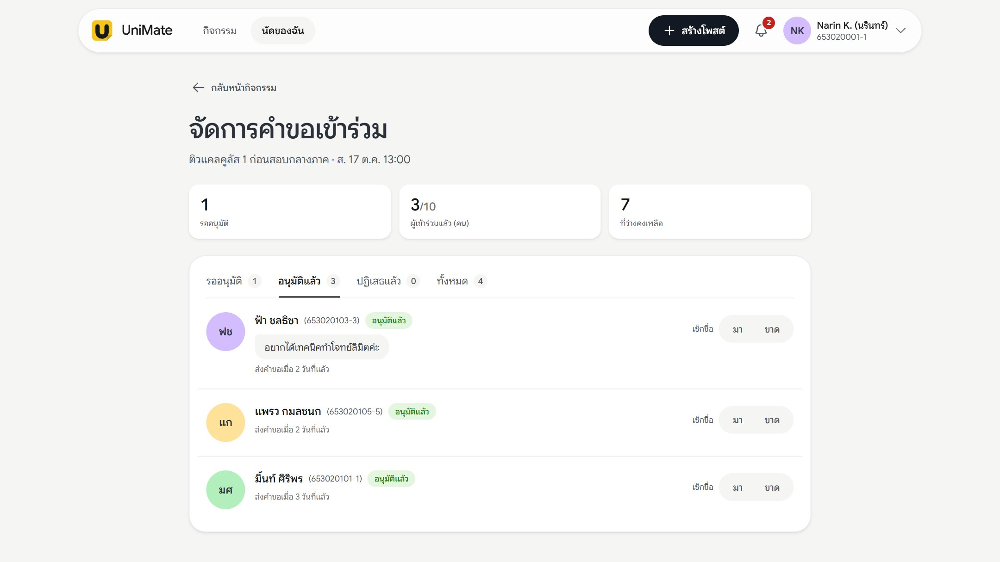 UniMate
กิจกรรม
นัดของฉัน
+ สร้างโพสต์
2
NK
Narin K. (นรินทร์)
653020001-1
← กลับหน้ากิจกรรม
จัดการคำขอเข้าร่วม
ติวแคลคูลัส 1 ก่อนสอบกลางภาค · ส. 17 ต.ค. 13:00
1
รออนุมัติ
3/10
ผู้เข้าร่วมแล้ว (คน)
7
ที่ว่างคงเหลือ
รออนุมัติ 1
อนุมัติแล้ว 3
ปฏิเสธแล้ว 0
ทั้งหมด 4
ฟช
ฟ้า ชลธิชา (653020103-3) อนุมัติแล้ว
อยากได้เทคนิคทำโจทย์ลิมิตค่ะ
ส่งคำขอเมื่อ 2 วันที่แล้ว
เช็กชื่อ มา ขาด
แก
แพรว กมลชนก (653020105-5) อนุมัติแล้ว
ส่งคำขอเมื่อ 2 วันที่แล้ว
เช็กชื่อ มา ขาด
มศ
มิ้นท์ ศิริพร (653020101-1) อนุมัติแล้ว
ส่งคำขอเมื่อ 3 วันที่แล้ว
เช็กชื่อ มา ขาด